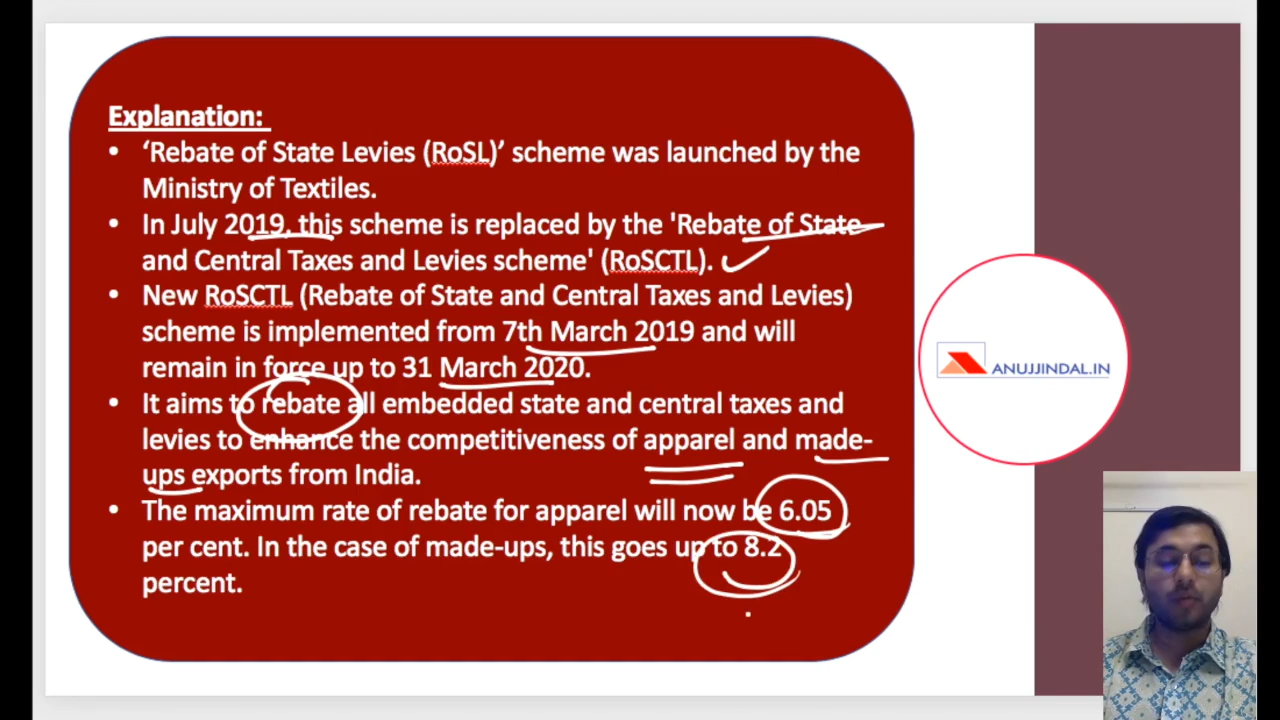 Explanation:
• ‘Rebate of State Levies (RoSL)’ scheme was launched by the
Ministry of Textiles.
• In July 2019, this scheme is replaced by the 'Rebate of State
and Central Taxes and Levies scheme' (RoSCTL).
• New RoSCTL (Rebate of State and Central Taxes and Levies)
scheme is implemented from 7th March 2019 and will
remain in force up to 31 March 2020.
• It aims to rebate all embedded state and central taxes and
levies to enhance the competitiveness of apparel and made-
ups exports from India.
• The maximum rate of rebate for apparel will now be 6.05
per cent. In the case of made-ups, this goes up to 8.2
percent.
ANUJJINDAL.IN